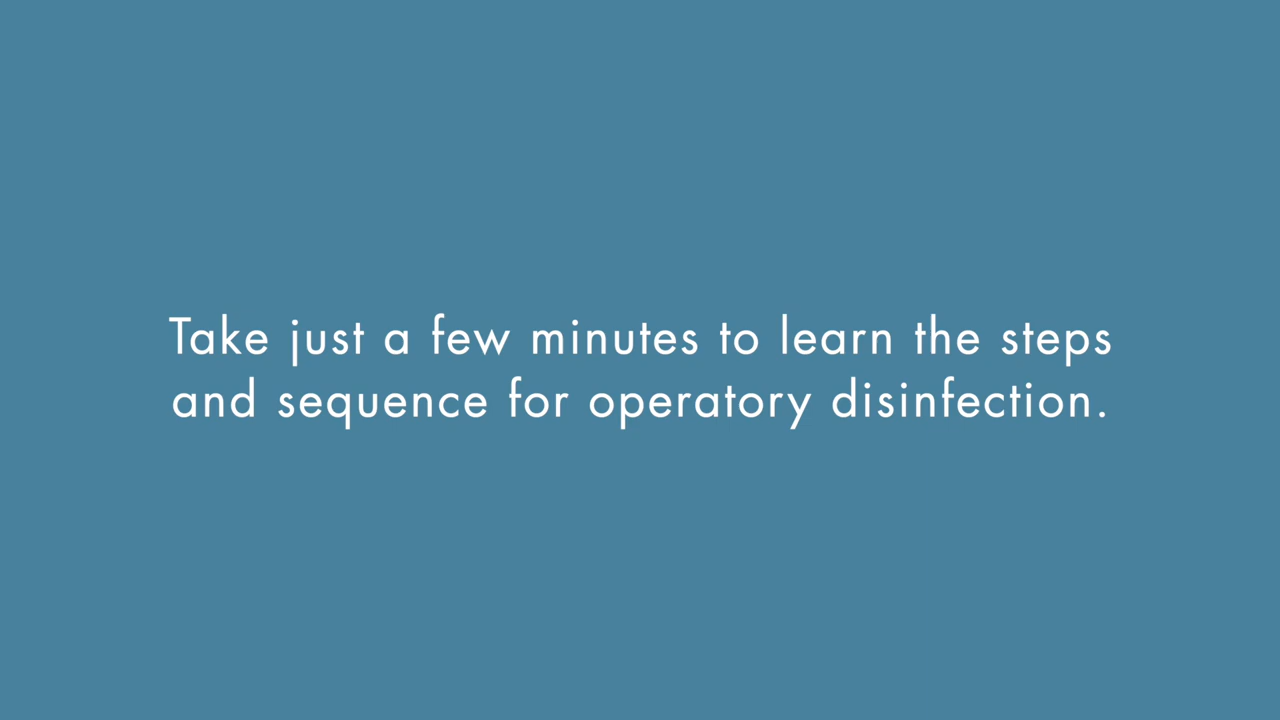 Take just a few minutes to learn the steps
and sequence for operatory disinfection.